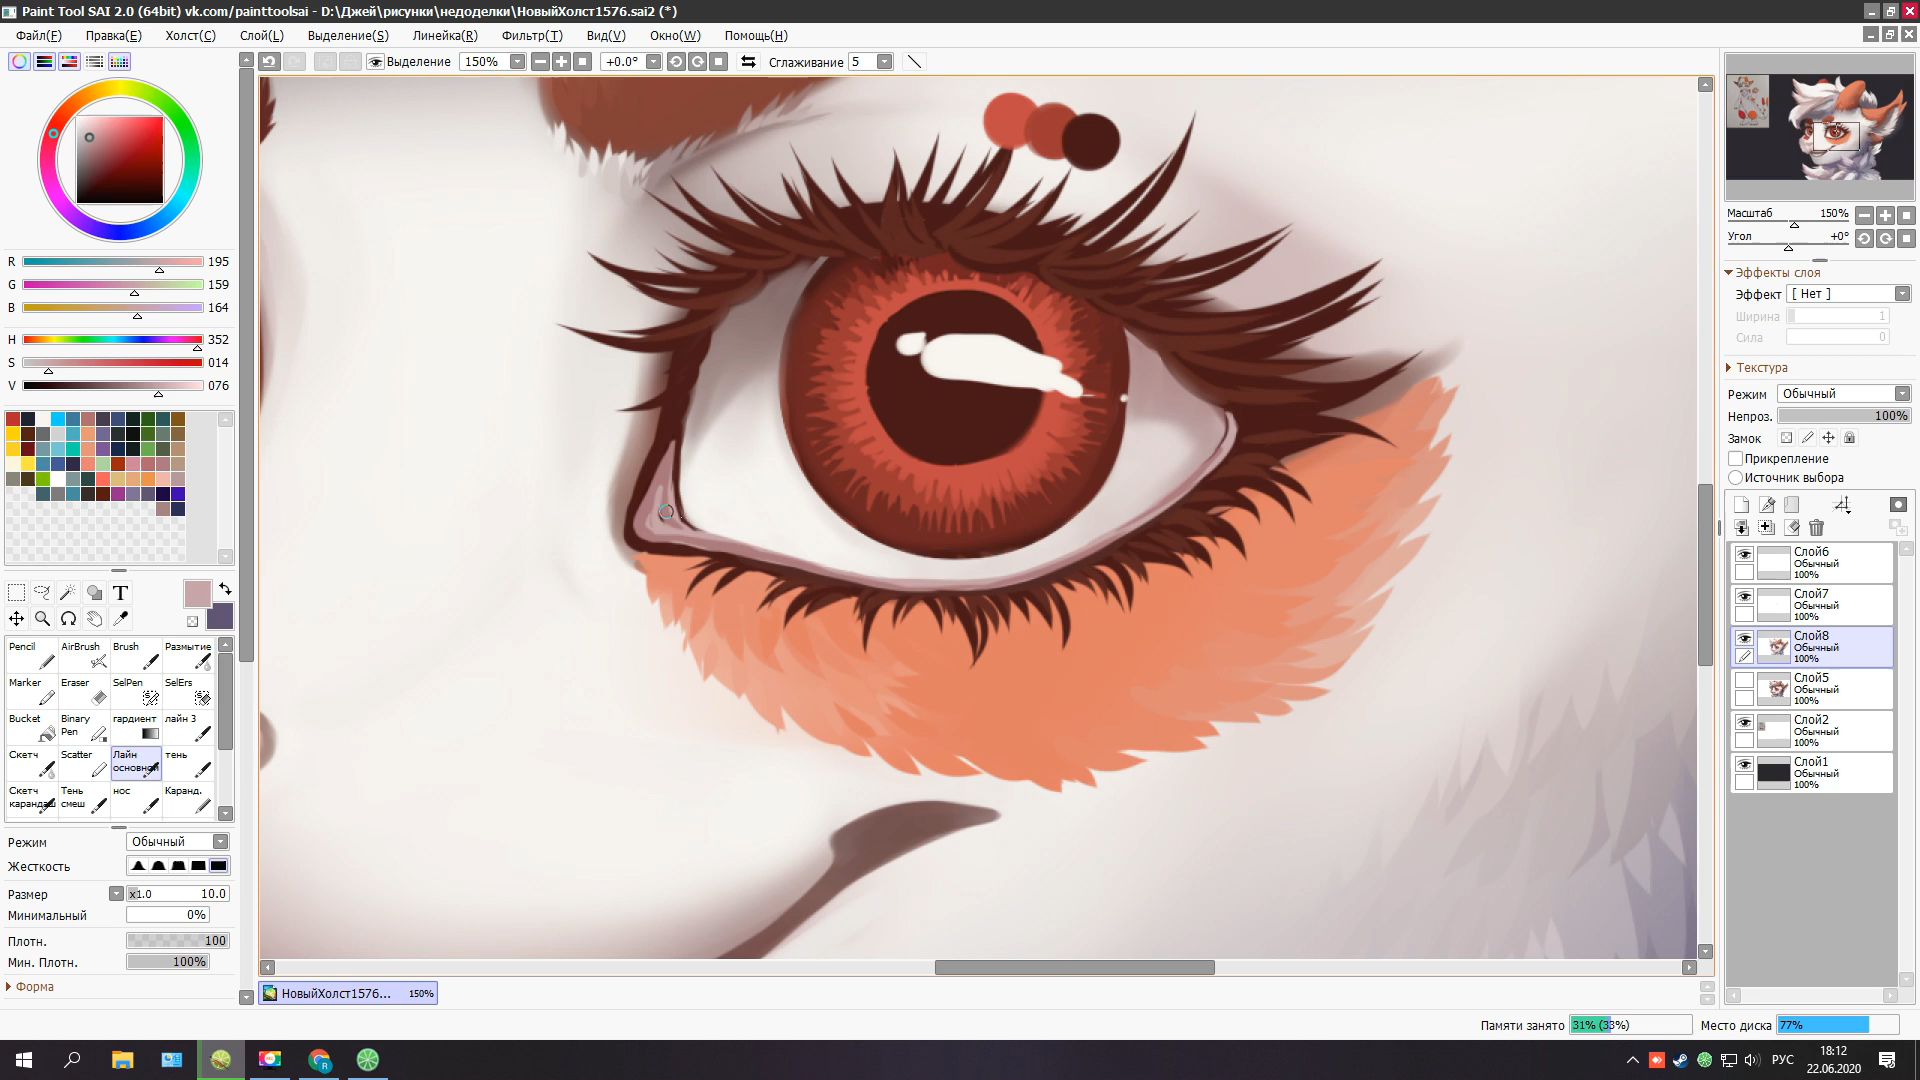 Paint Tool SAI 2.0 (64bit) vk.com/painttoolsai - D:\Джей\рисунки\недоделки\НовыйХолст1576.sai2 (*)
Файл(F) Правка(E) Холст(C) Слой(L) Выделение(S) Линейка(R) Фильтр(T) Вид(V) Окно(W) Помощь(H)
Выделение 150% +0.0° Сглаживание 5
R 195
G 159
B 164
H 352
S 014
V 076
T
Pencil AirBrush Brush Размытие
Marker Eraser SelPen SelErs
Bucket Binary Pen гардиент лайн 3
Скетч Scatter Лайн основной тень
Скетч карандаш Тень смеш нос Каранд.
Режим Обычный
Жесткость
Размер x1.0 10.0
Минимальный 0%
Плотн. 100
Мин. Плотн. 100%
Форма
НовыйХолст1576... 150%
Масштаб 150%
Угол +0°
Эффекты слоя
Эффект [ Нет ]
Ширина 1
Сила 0
Текстура
Режим Обычный
Непроз. 100%
Замок
Прикрепление
Источник выбора
Слой6
Обычный
100%
Слой7
Обычный
100%
Слой8
Обычный
100%
Слой5
Обычный
100%
Слой2
Обычный
100%
Слой1
Обычный
100%
Памяти занято 31% (33%) Место диска 77%
РУС
18:12
22.06.2020